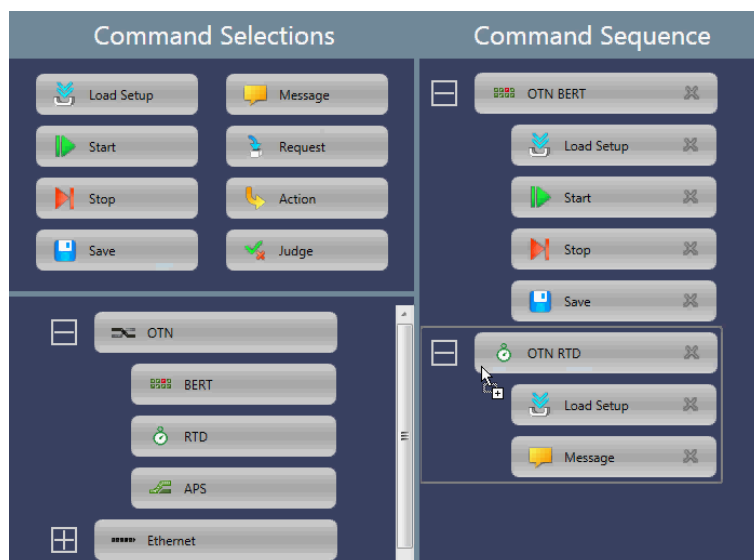 Command Selections
Load Setup
Message
Start
Request
Stop
Action
Save
Judge
OTN
BERT
RTD
APS
Ethernet
Command Sequence
OTN BERT
Load Setup
Start
Stop
Save
OTN RTD
Load Setup
Message